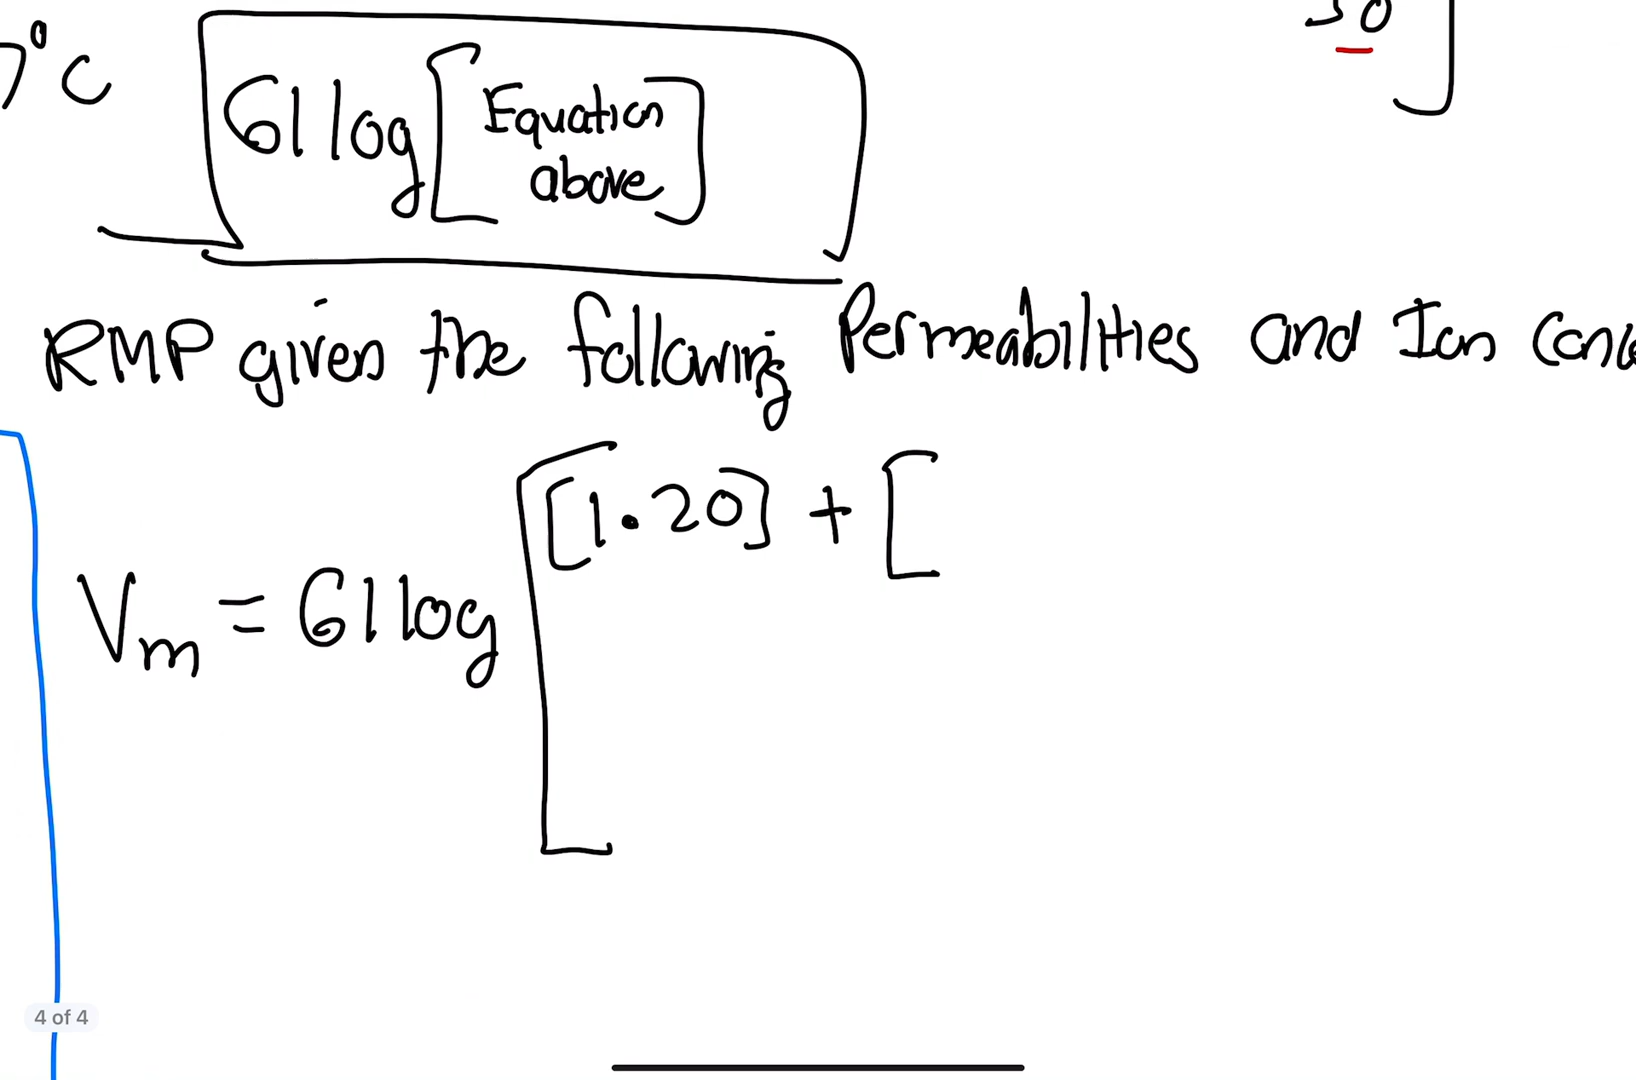 7°C
61 log [Equation above]
RMP given the following Permeabilities and Ion
Vm = 61 log [[1.20] + [
4 of 4